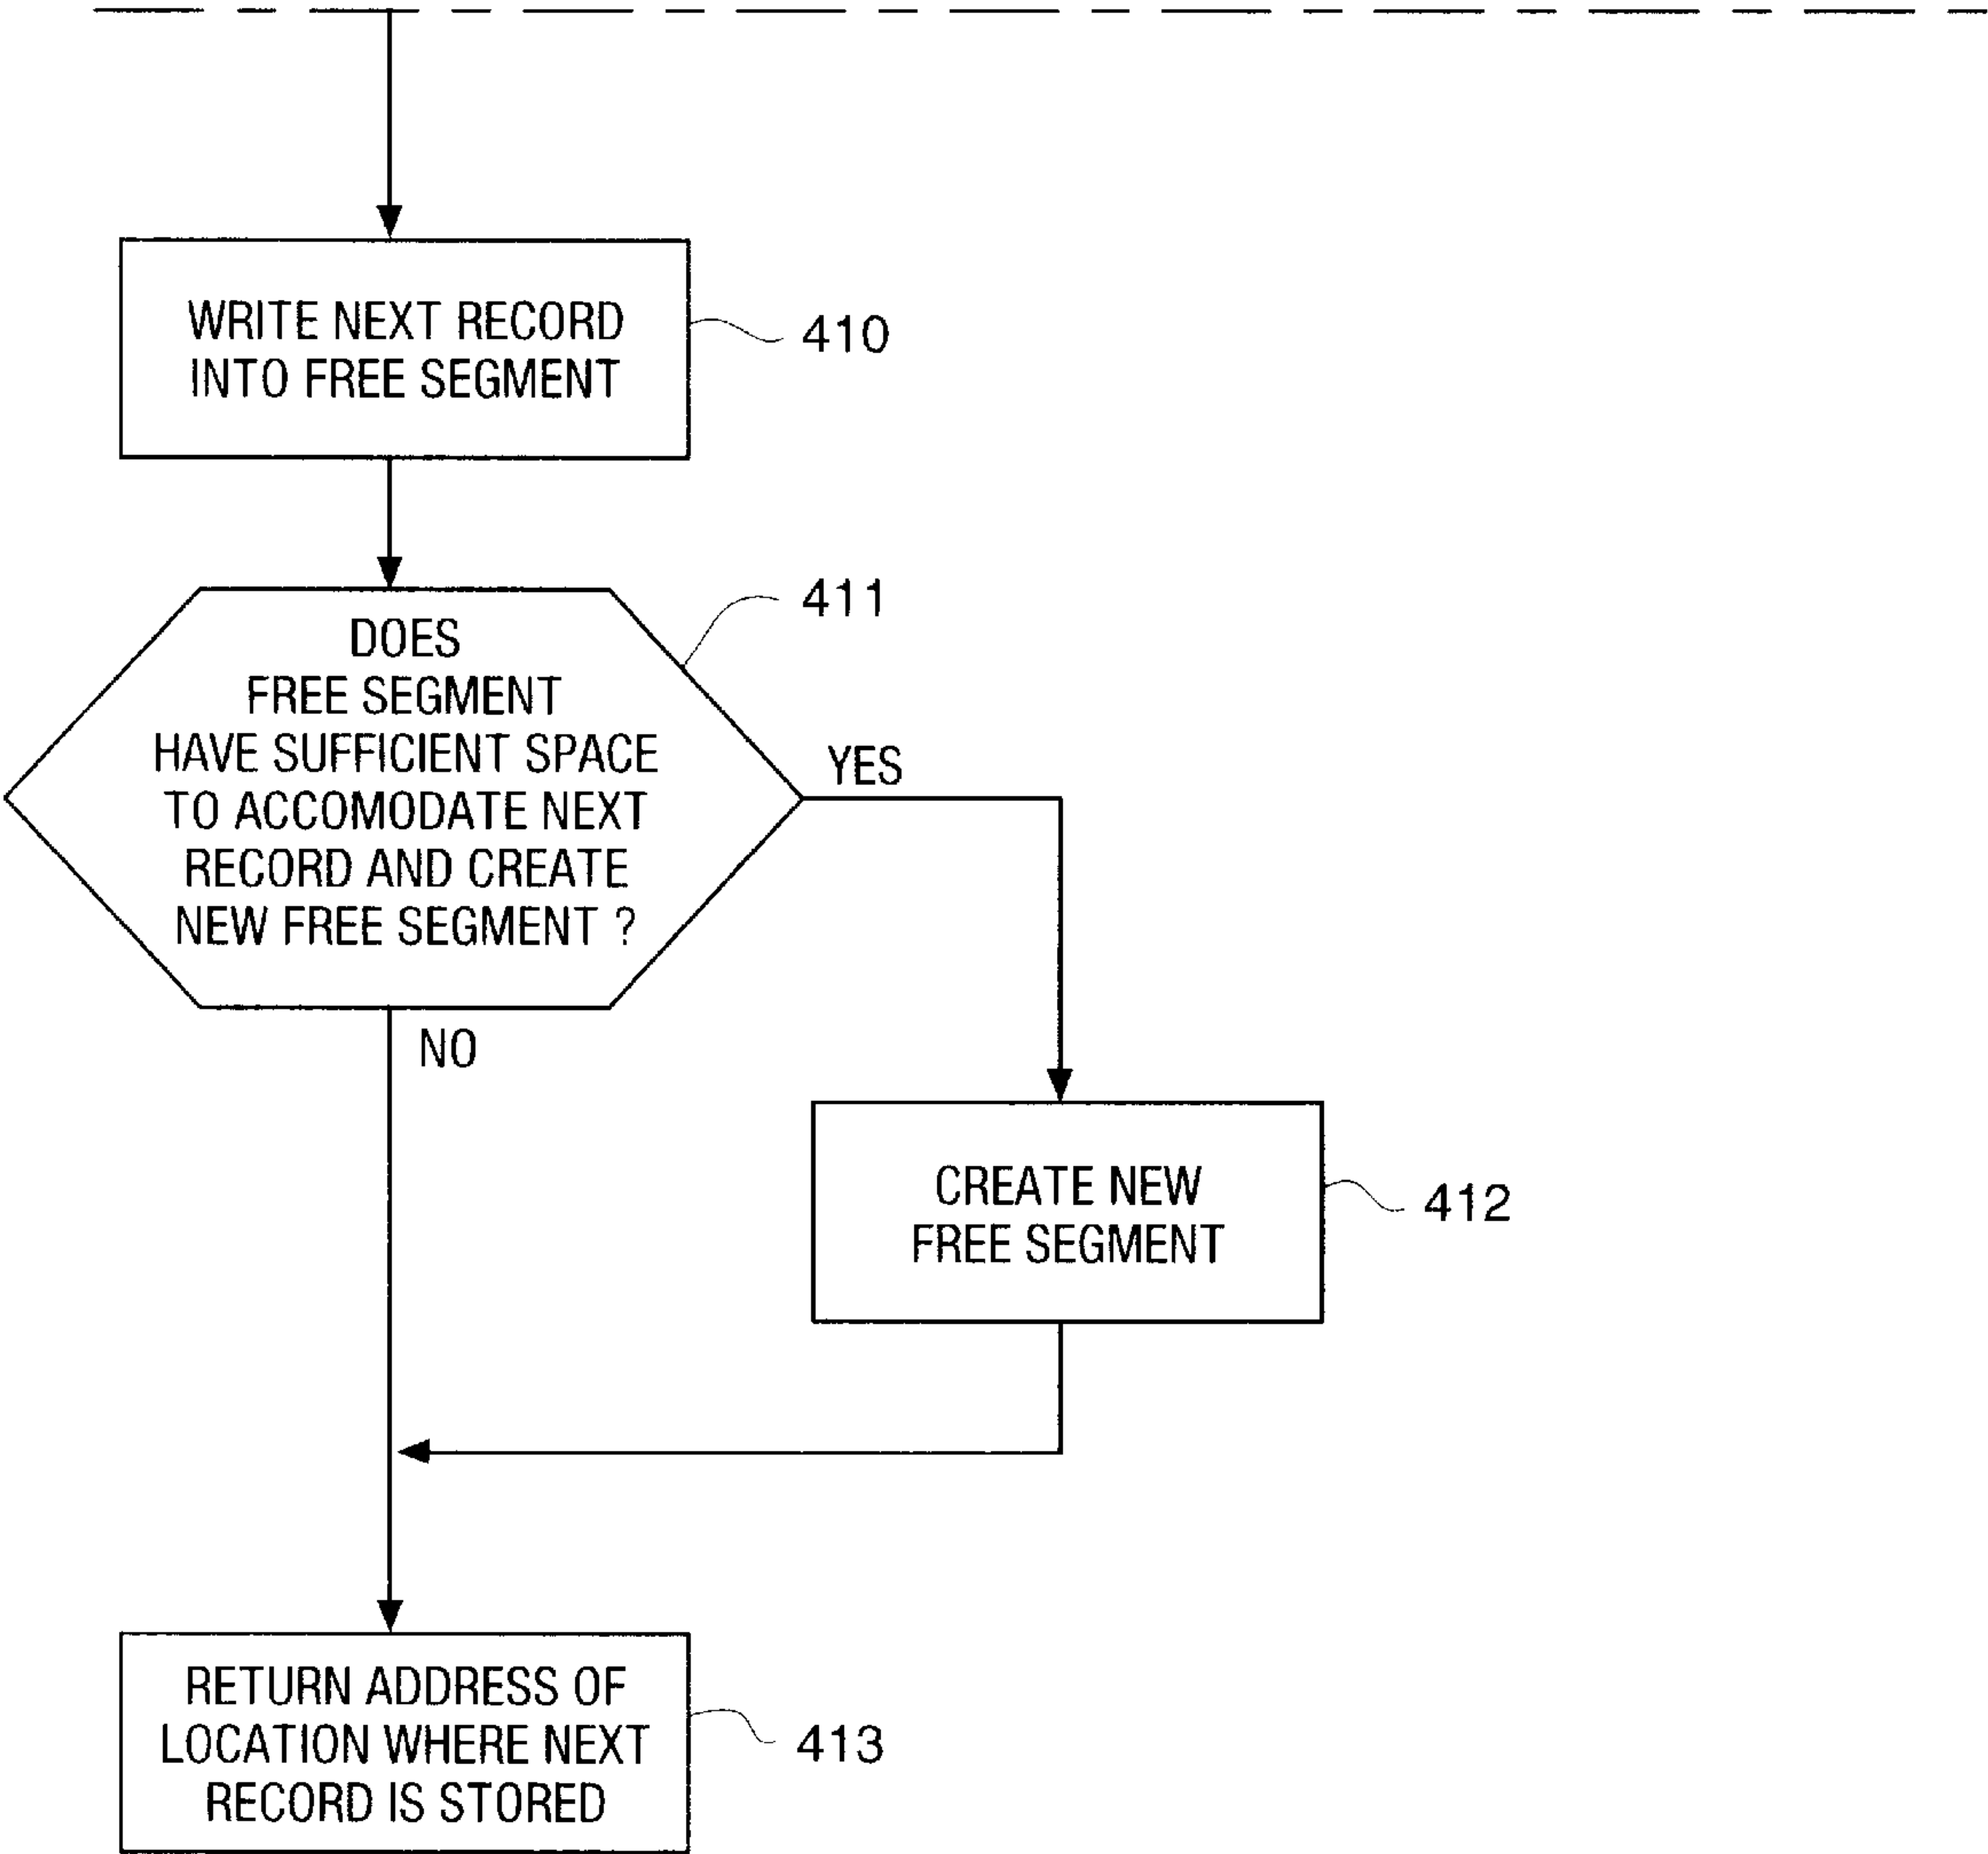 WRITE NEXT RECORD
INTO FREE SEGMENT
410
411
DOES
FREE SEGMENT
HAVE SUFFICIENT SPACE
TO ACCOMODATE NEXT
RECORD AND CREATE
NEW FREE SEGMENT ?
YES
NO
CREATE NEW
FREE SEGMENT
412
RETURN ADDRESS OF
LOCATION WHERE NEXT
RECORD IS STORED
413